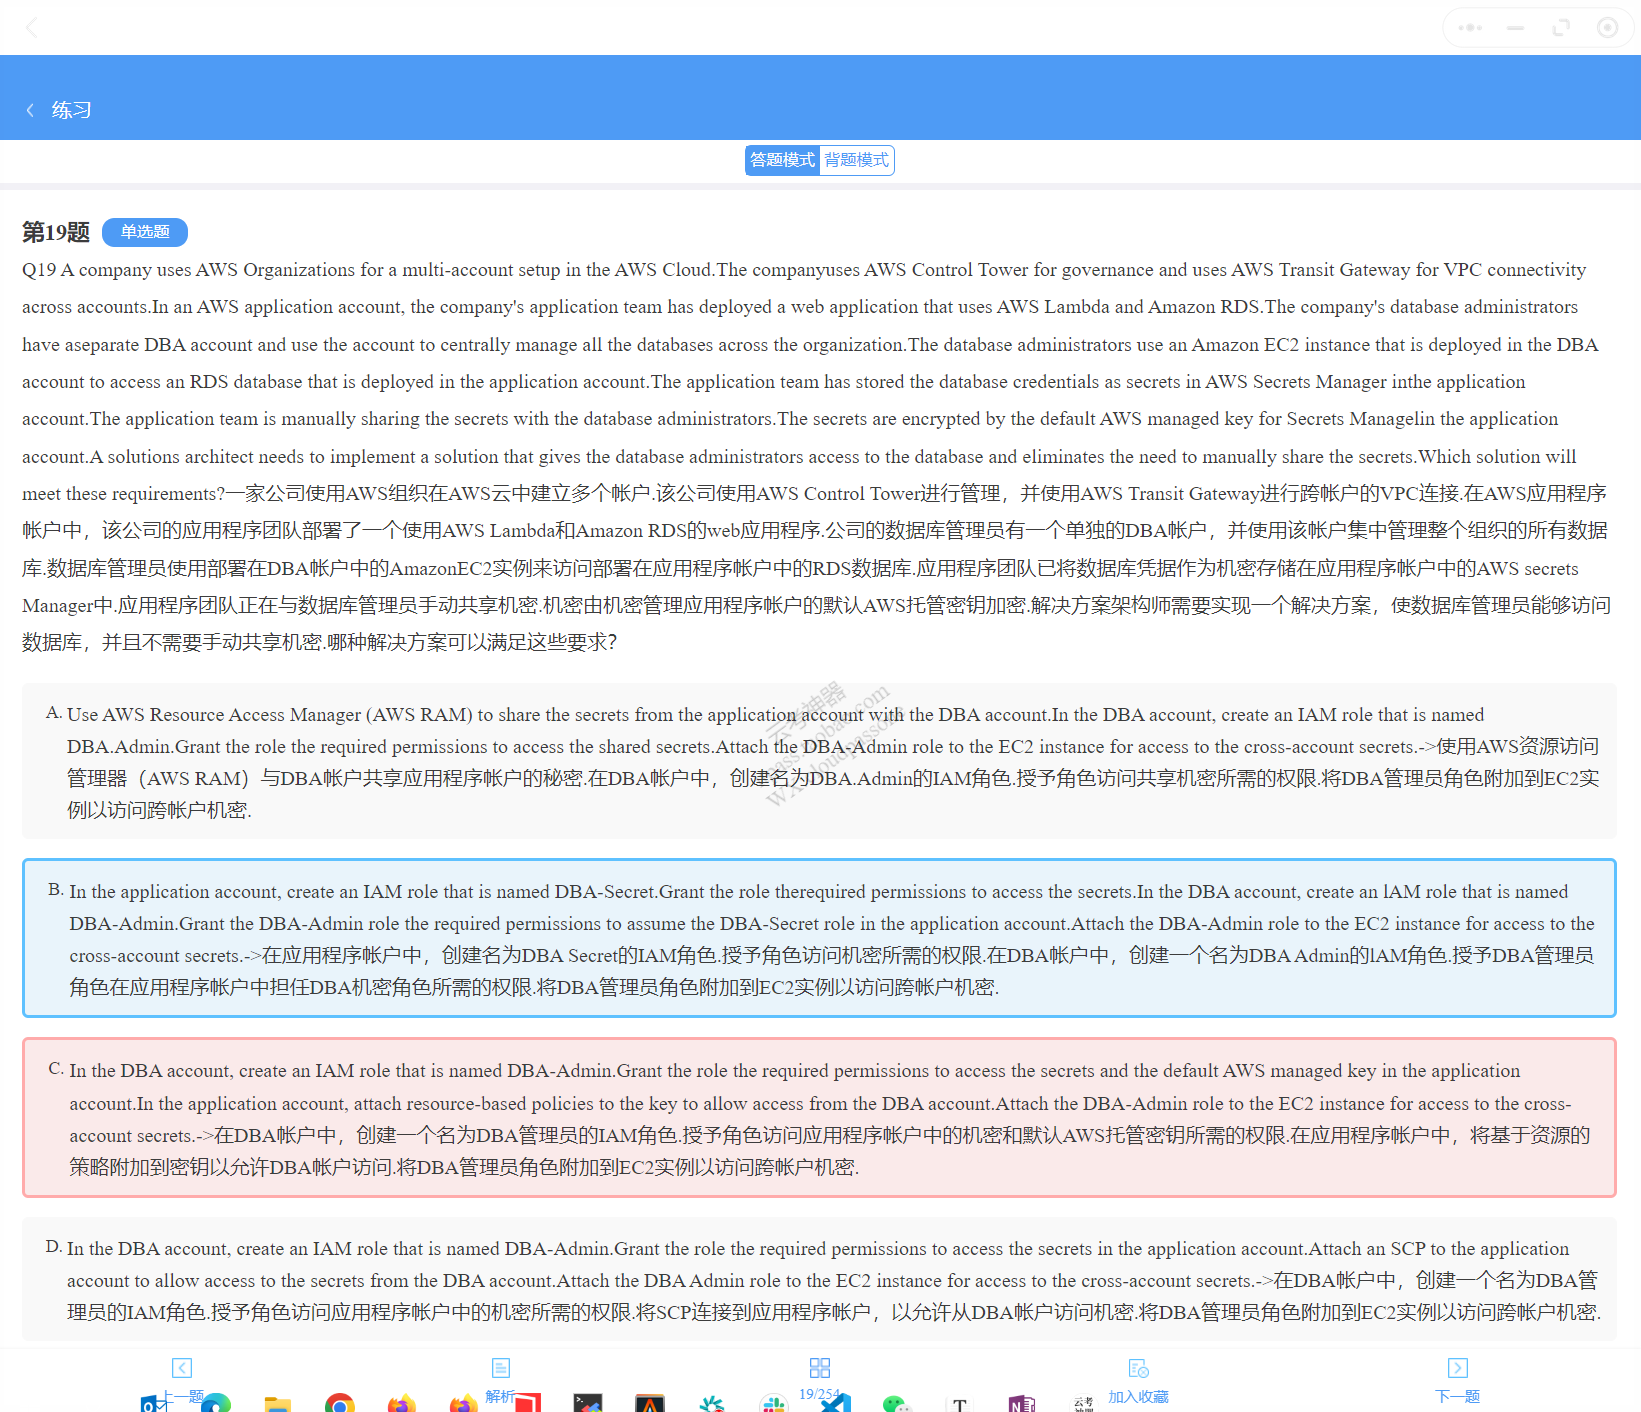 练习
答题模式 背题模式
第19题 单选题
Q19 A company uses AWS Organizations for a multi-account setup in the AWS Cloud.The companyuses AWS Control Tower for governance and uses AWS Transit Gateway for VPC connectivity
across accounts.In an AWS application account, the company's application team has deployed a web application that uses AWS Lambda and Amazon RDS.The company's database administrators
have aseparate DBA account and use the account to centrally manage all the databases across the organization.The database administrators use an Amazon EC2 instance that is deployed in the DBA
account to access an RDS database that is deployed in the application account.The application team has stored the database credentials as secrets in AWS Secrets Manager inthe application
account.The application team is manually sharing the secrets with the database administrators.The secrets are encrypted by the default AWS managed key for Secrets Managelin the application
account.A solutions architect needs to implement a solution that gives the database administrators access to the database and eliminates the need to manually share the secrets.Which solution will
meet these requirements?一家公司使用AWS组织在AWS云中建立多个帐户.该公司使用AWS Control Tower进行管理，并使用AWS Transit Gateway进行跨帐户的VPC连接.在AWS应用程序
帐户中，该公司的应用程序团队部署了一个使用AWS Lambda和Amazon RDS的web应用程序.公司的数据库管理员有一个单独的DBA帐户，并使用该帐户集中管理整个组织的所有数据
库.数据库管理员使用部署在DBA帐户中的AmazonEC2实例来访问部署在应用程序帐户中的RDS数据库.应用程序团队已将数据库凭据作为机密存储在应用程序帐户中的AWS secrets
Manager中.应用程序团队正在与数据库管理员手动共享机密.机密由机密管理应用程序帐户的默认AWS托管密钥加密.解决方案架构师需要实现一个解决方案，使数据库管理员能够访问
数据库，并且不需要手动共享机密.哪种解决方案可以满足这些要求?
A. Use AWS Resource Access Manager (AWS RAM) to share the secrets from the application account with the DBA account.In the DBA account, create an IAM role that is named
DBA.Admin.Grant the role the required permissions to access the shared secrets.Attach the DBA-Admin role to the EC2 instance for access to the cross-account secrets.->使用AWS资源访问
管理器（AWS RAM）与DBA帐户共享应用程序帐户的秘密.在DBA帐户中，创建名为DBA.Admin的IAM角色.授予角色访问共享机密所需的权限.将DBA管理员角色附加到EC2实
例以访问跨帐户机密.
云考神器
B. In the application account, create an IAM role that is named DBA-Secret.Grant the role therequired permissions to access the secrets.In the DBA account, create an lAM role that is named
DBA-Admin.Grant the DBA-Admin role the required permissions to assume the DBA-Secret role in the application account.Attach the DBA-Admin role to the EC2 instance for access to the
cross-account secrets.->在应用程序帐户中，创建名为DBA Secret的IAM角色.授予角色访问机密所需的权限.在DBA帐户中，创建一个名为DBA Admin的lAM角色.授予DBA管理员
角色在应用程序帐户中担任DBA机密角色所需的权限.将DBA管理员角色附加到EC2实例以访问跨帐户机密.
C. In the DBA account, create an IAM role that is named DBA-Admin.Grant the role the required permissions to access the secrets and the default AWS managed key in the application
account.In the application account, attach resource-based policies to the key to allow access from the DBA account.Attach the DBA-Admin role to the EC2 instance for access to the cross-
account secrets.->在DBA帐户中，创建一个名为DBA管理员的IAM角色.授予角色访问应用程序帐户中的机密和默认AWS托管密钥所需的权限.在应用程序帐户中，将基于资源的
策略附加到密钥以允许DBA帐户访问.将DBA管理员角色附加到EC2实例以访问跨帐户机密.
D. In the DBA account, create an IAM role that is named DBA-Admin.Grant the role the required permissions to access the secrets in the application account.Attach an SCP to the application
account to allow access to the secrets from the DBA account.Attach the DBA Admin role to the EC2 instance for access to the cross-account secrets.->在DBA帐户中，创建一个名为DBA管
理员的IAM角色.授予角色访问应用程序帐户中的机密所需的权限.将SCP连接到应用程序帐户，以允许从DBA帐户访问机密.将DBA管理员角色附加到EC2实例以访问跨帐户机密.
上一题 解析 19/254 加入收藏 下一题